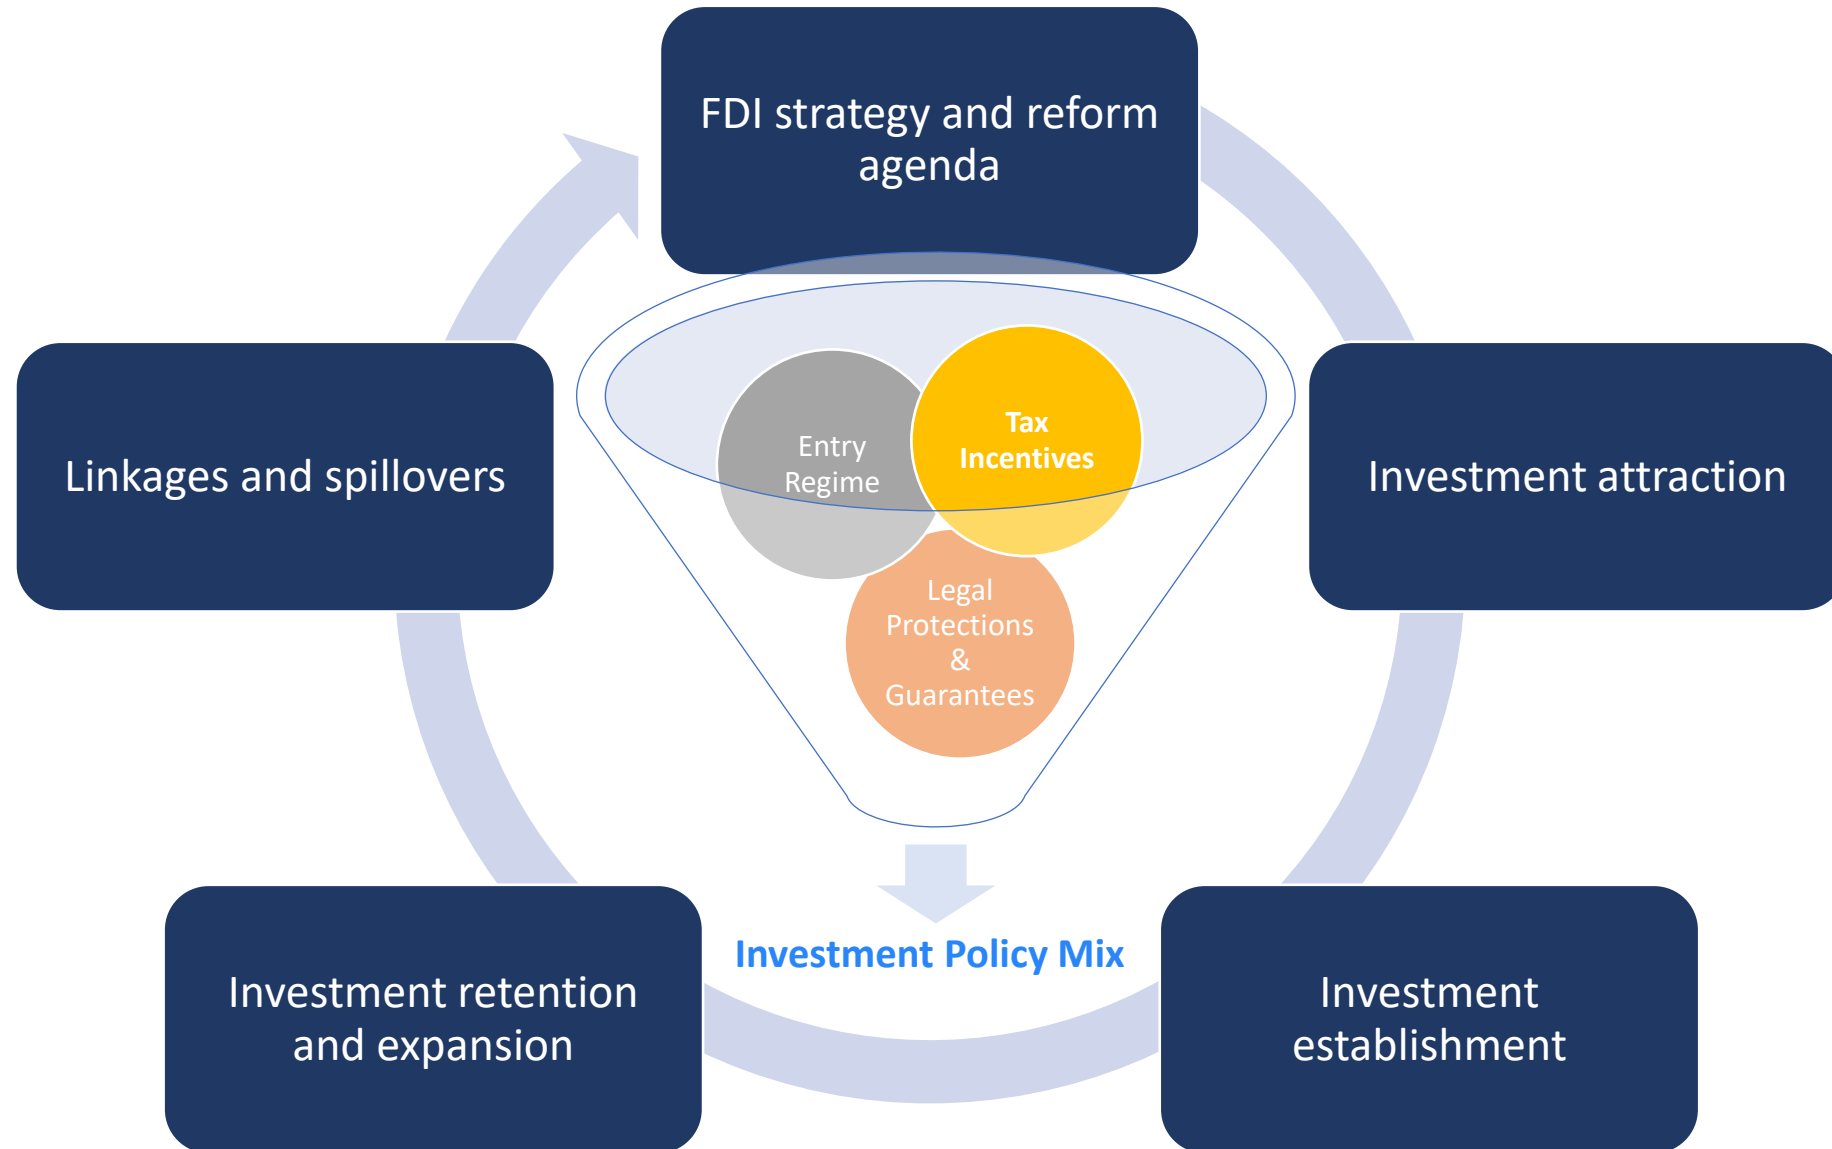 FDI strategy and reform
agenda
Linkages and spillovers
Entry
Regime
Tax
Incentives
Investment attraction
Legal
Protections
&
Guarantees
Investment Policy Mix
Investment retention
and expansion
Investment
establishment